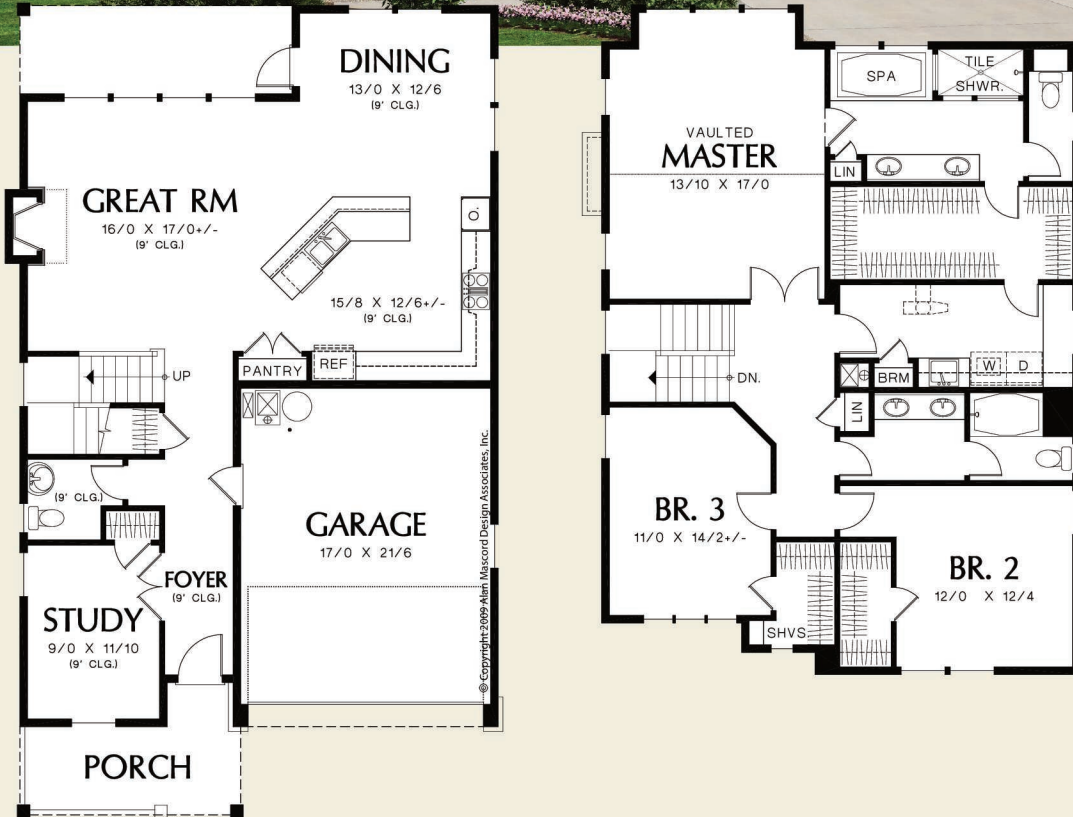 DINING
13/0 X 12/6
(9' CLG.)
GREAT RM
16/0 X 17/0+/-
(9' CLG.)
15/8 X 12/6+/-
(9' CLG.)
PANTRY
REF
UP
(9' CLG.)
GARAGE
17/0 X 21/6
FOYER
(9' CLG.)
STUDY
9/0 X 11/10
(9' CLG.)
PORCH
© Copyright 2009 Alan Mascord Design Associates, Inc.
VAULTED
MASTER
13/10 X 17/0
SPA
TILE
SHWR.
LIN
DN.
BRM
W
D
LIN
BR. 3
11/0 X 14/2+/-
SHVS.
BR. 2
12/0 X 12/4